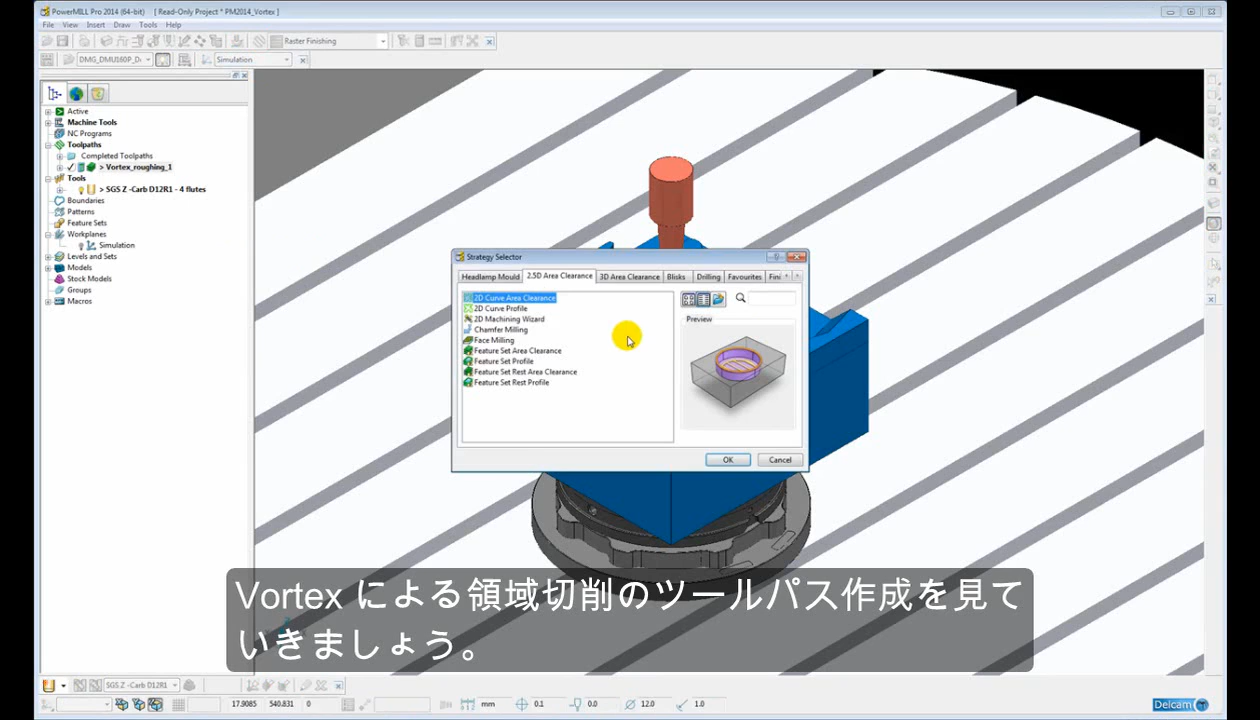 PowerMILL Pro 2014 (64-bit) [ Read-Only Project * PM2014_Vortex ]
File View Insert Draw Tools Help
Raster Finishing
DMG_DMU160P_D Simulation
Active
Machine Tools
NC Programs
Toolpaths
Completed Toolpaths
> Vortex_roughing_1
Tools
> SGS Z -Carb D12R1 - 4 flutes
Boundaries
Patterns
Feature Sets
Workplanes
Simulation
Levels and Sets
Models
Stock Models
Groups
Macros
Strategy Selector
Headlamp Mould 2.5D Area Clearance 3D Area Clearance Blisks Drilling Favourites Fini
2D Curve Area Clearance
2D Curve Profile
2D Machining Wizard
Chamfer Milling
Face Milling
Feature Set Area Clearance
Feature Set Profile
Feature Set Rest Area Clearance
Feature Set Rest Profile
Preview
OK Cancel
Vortex による領域切削のツールパス作成を見て
いきましょう。
SGS Z -Carb D12R1
17.9085 540.831 0 mm 0.1 0.0 12.0 1.0
Delcam